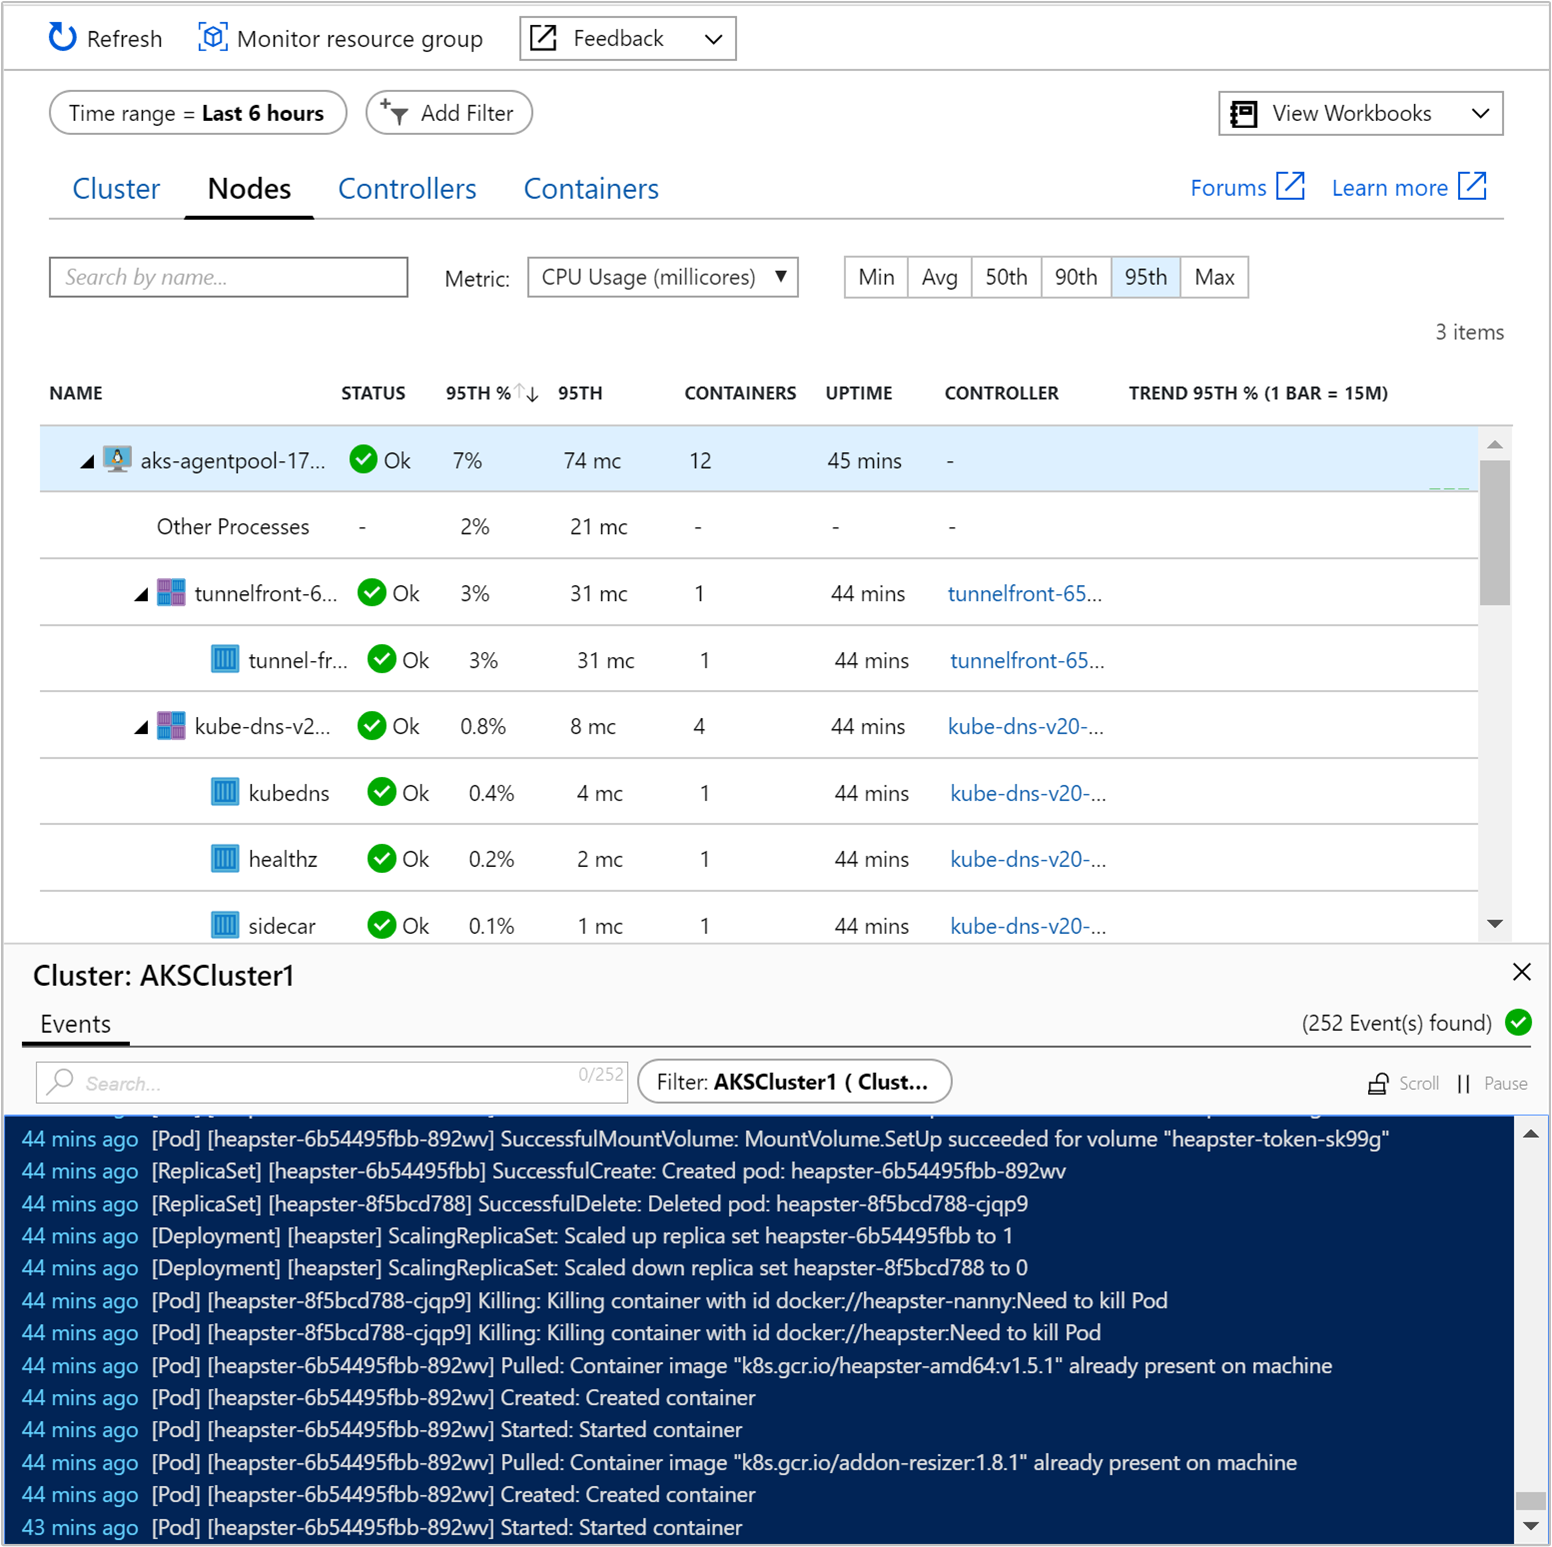 Refresh Monitor resource group Feedback
Time range = Last 6 hours Add Filter View Workbooks
Cluster Nodes Controllers Containers Forums Learn more
Search by name... Metric: CPU Usage (millicores) Min Avg 50th 90th 95th Max
3 items
NAME STATUS 95TH % 95TH CONTAINERS UPTIME CONTROLLER TREND 95TH % (1 BAR = 15M)
aks-agentpool-17... Ok 7% 74 mc 12 45 mins -
Other Processes - 2% 21 mc - - -
tunnelfront-6... Ok 3% 31 mc 1 44 mins tunnelfront-65...
tunnel-fr... Ok 3% 31 mc 1 44 mins tunnelfront-65...
kube-dns-v2... Ok 0.8% 8 mc 4 44 mins kube-dns-v20-...
kubedns Ok 0.4% 4 mc 1 44 mins kube-dns-v20-...
healthz Ok 0.2% 2 mc 1 44 mins kube-dns-v20-...
sidecar Ok 0.1% 1 mc 1 44 mins kube-dns-v20-...
Cluster: AKSCluster1
Events (252 Event(s) found)
Search... 0/252 Filter: AKSCluster1 ( Clust... Scroll Pause
44 mins ago [Pod] [heapster-6b54495fbb-892wv] SuccessfulMountVolume: MountVolume.SetUp succeeded for volume "heapster-token-sk99g"
44 mins ago [ReplicaSet] [heapster-6b54495fbb] SuccessfulCreate: Created pod: heapster-6b54495fbb-892wv
44 mins ago [ReplicaSet] [heapster-8f5bcd788] SuccessfulDelete: Deleted pod: heapster-8f5bcd788-cjqp9
44 mins ago [Deployment] [heapster] ScalingReplicaSet: Scaled up replica set heapster-6b54495fbb to 1
44 mins ago [Deployment] [heapster] ScalingReplicaSet: Scaled down replica set heapster-8f5bcd788 to 0
44 mins ago [Pod] [heapster-8f5bcd788-cjqp9] Killing: Killing container with id docker://heapster-nanny:Need to kill Pod
44 mins ago [Pod] [heapster-8f5bcd788-cjqp9] Killing: Killing container with id docker://heapster:Need to kill Pod
44 mins ago [Pod] [heapster-6b54495fbb-892wv] Pulled: Container image "k8s.gcr.io/heapster-amd64:v1.5.1" already present on machine
44 mins ago [Pod] [heapster-6b54495fbb-892wv] Created: Created container
44 mins ago [Pod] [heapster-6b54495fbb-892wv] Started: Started container
44 mins ago [Pod] [heapster-6b54495fbb-892wv] Pulled: Container image "k8s.gcr.io/addon-resizer:1.8.1" already present on machine
44 mins ago [Pod] [heapster-6b54495fbb-892wv] Created: Created container
43 mins ago [Pod] [heapster-6b54495fbb-892wv] Started: Started container